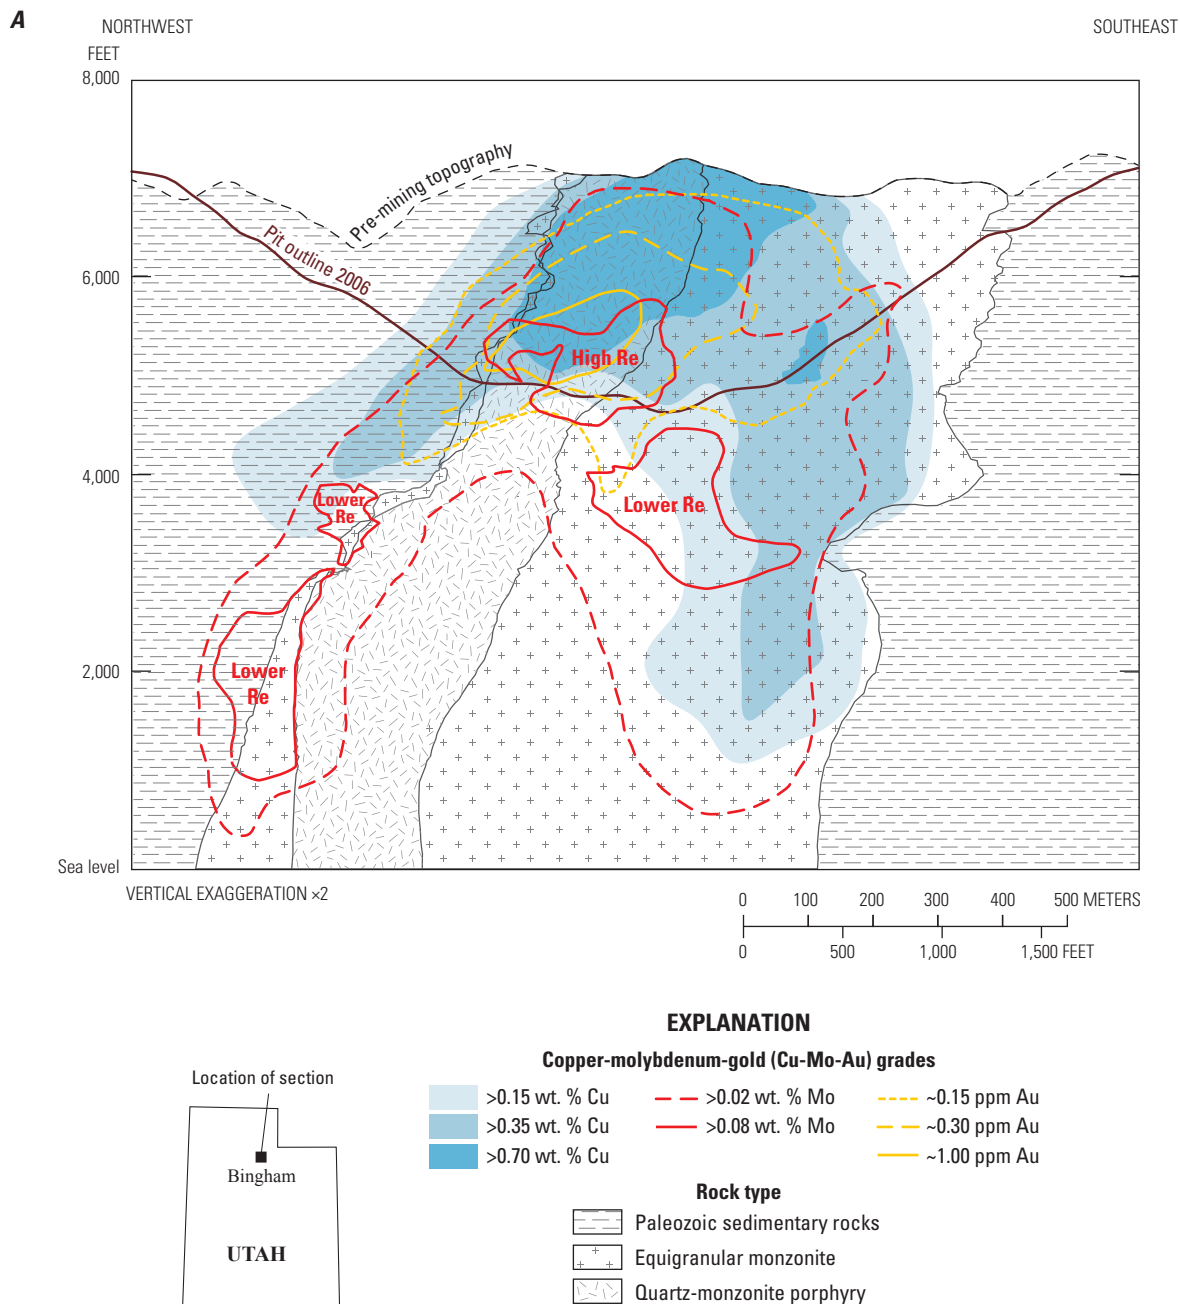 A
NORTHWEST
SOUTHEAST
FEET
8,000
6,000
4,000
2,000
Sea level
Pre-mining topography
Pit outline 2006
High Re
Lower
Re
Lower Re
Lower
Re
VERTICAL EXAGGERATION ×2
0 100 200 300 400 500 METERS
0 500 1,000 1,500 FEET
EXPLANATION
Copper-molybdenum-gold (Cu-Mo-Au) grades
>0.15 wt. % Cu >0.02 wt. % Mo ~0.15 ppm Au
>0.35 wt. % Cu >0.08 wt. % Mo ~0.30 ppm Au
>0.70 wt. % Cu ~1.00 ppm Au
Rock type
Paleozoic sedimentary rocks
Equigranular monzonite
Quartz-monzonite porphyry
Location of section
Bingham
UTAH